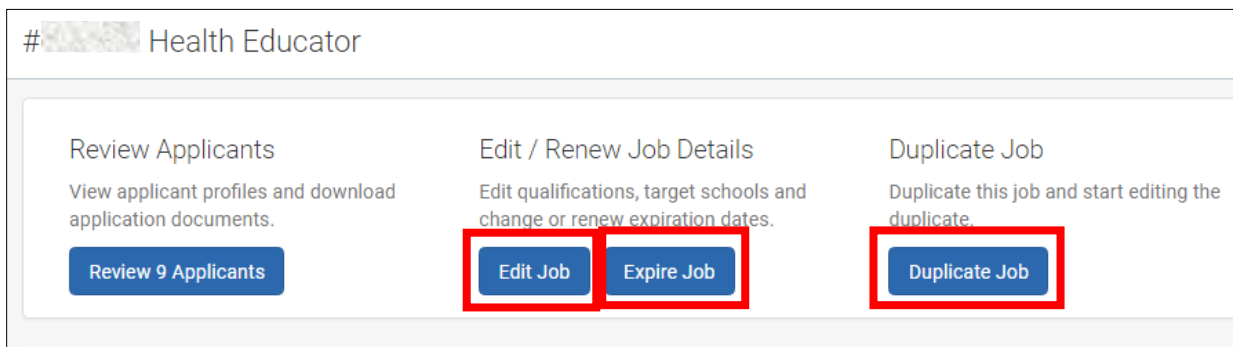 # Health Educator
Review Applicants
View applicant profiles and download
application documents.
Review 9 Applicants
Edit / Renew Job Details
Edit qualifications, target schools and
change or renew expiration dates.
Edit Job
Expire Job
Duplicate Job
Duplicate this job and start editing the
duplicate.
Duplicate Job